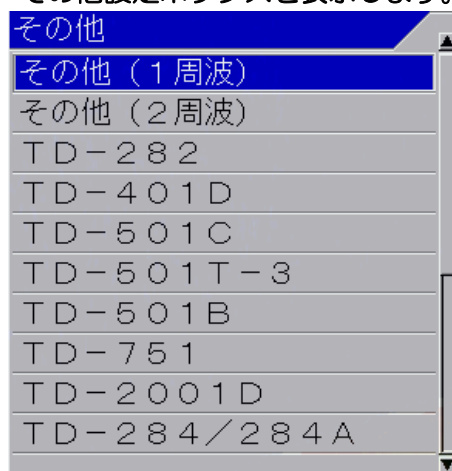 その他設定ボックスを表示します。
その他
その他（１周波）
その他（２周波）
ＴＤ－２８２
ＴＤ－４０１Ｄ
ＴＤ－５０１Ｃ
ＴＤ－５０１Ｔ－３
ＴＤ－５０１Ｂ
ＴＤ－７５１
ＴＤ－２００１Ｄ
ＴＤ－２８４／２８４Ａ